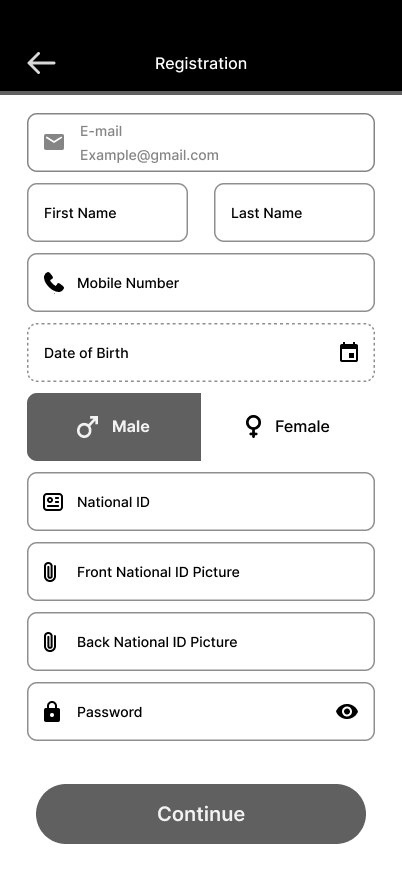 Registration
E-mail
Example@gmail.com
First Name
Last Name
Mobile Number
Date of Birth
Male
Female
National ID
Front National ID Picture
Back National ID Picture
Password
Continue